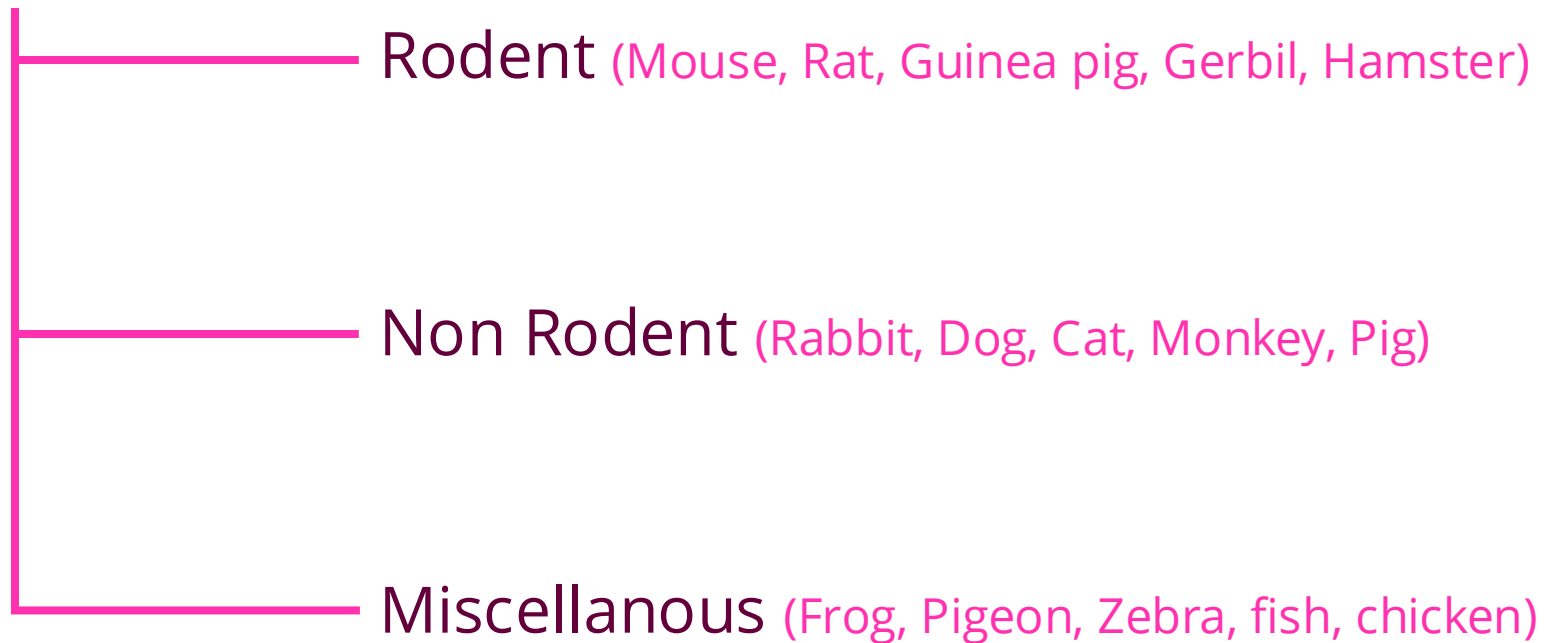 Rodent (Mouse, Rat, Guinea pig, Gerbil, Hamster)
Non Rodent (Rabbit, Dog, Cat, Monkey, Pig)
Miscellanous (Frog, Pigeon, Zebra, fish, chicken)